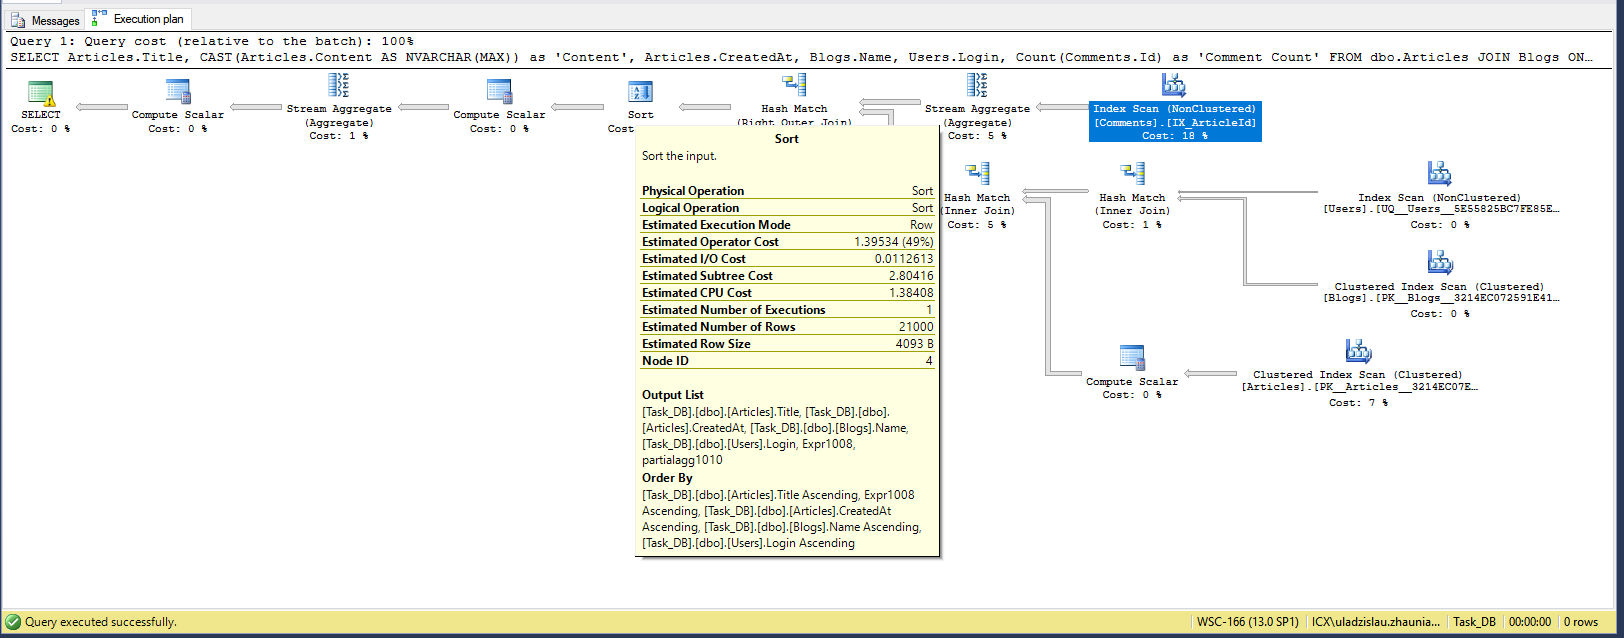 Messages
Execution plan
Query 1: Query cost (relative to the batch): 100%
SELECT Articles.Title, CAST(Articles.Content AS NVARCHAR(MAX)) as 'Content', Articles.CreatedAt, Blogs.Name, Users.Login, Count(Comments.Id) as 'Comment Count' FROM dbo.Articles JOIN Blogs ON...
SELECT
Cost: 0 %
Compute Scalar
Cost: 0 %
Stream Aggregate
(Aggregate)
Cost: 1 %
Compute Scalar
Cost: 0 %
Sort
Cost
Hash Match
(Right Outer Join)
Stream Aggregate
(Aggregate)
Cost: 5 %
Index Scan (NonClustered)
[Comments].[IX_ArticleId]
Cost: 18 %
Hash Match
(Inner Join)
Cost: 5 %
Hash Match
(Inner Join)
Cost: 1 %
Index Scan (NonClustered)
[Users].[UQ__Users__5E55825BC7FE85E...
Cost: 0 %
Clustered Index Scan (Clustered)
[Blogs].[PK__Blogs__3214EC072591E41...
Cost: 0 %
Compute Scalar
Cost: 0 %
Clustered Index Scan (Clustered)
[Articles].[PK__Articles__3214EC07E...
Cost: 7 %
Sort
Sort the input.
Physical Operation Sort
Logical Operation Sort
Estimated Execution Mode Row
Estimated Operator Cost 1.39534 (49%)
Estimated I/O Cost 0.0112613
Estimated Subtree Cost 2.80416
Estimated CPU Cost 1.38408
Estimated Number of Executions 1
Estimated Number of Rows 21000
Estimated Row Size 4093 B
Node ID 4
Output List
[Task_DB].[dbo].[Articles].Title, [Task_DB].[dbo].
[Articles].CreatedAt, [Task_DB].[dbo].[Blogs].Name,
[Task_DB].[dbo].[Users].Login, Expr1008,
partialagg1010
Order By
[Task_DB].[dbo].[Articles].Title Ascending, Expr1008
Ascending, [Task_DB].[dbo].[Articles].CreatedAt
Ascending, [Task_DB].[dbo].[Blogs].Name Ascending,
[Task_DB].[dbo].[Users].Login Ascending
Query executed successfully.
WSC-166 (13.0 SP1)
ICX\uladzislau.zhaunia...
Task_DB
00:00:00
0 rows